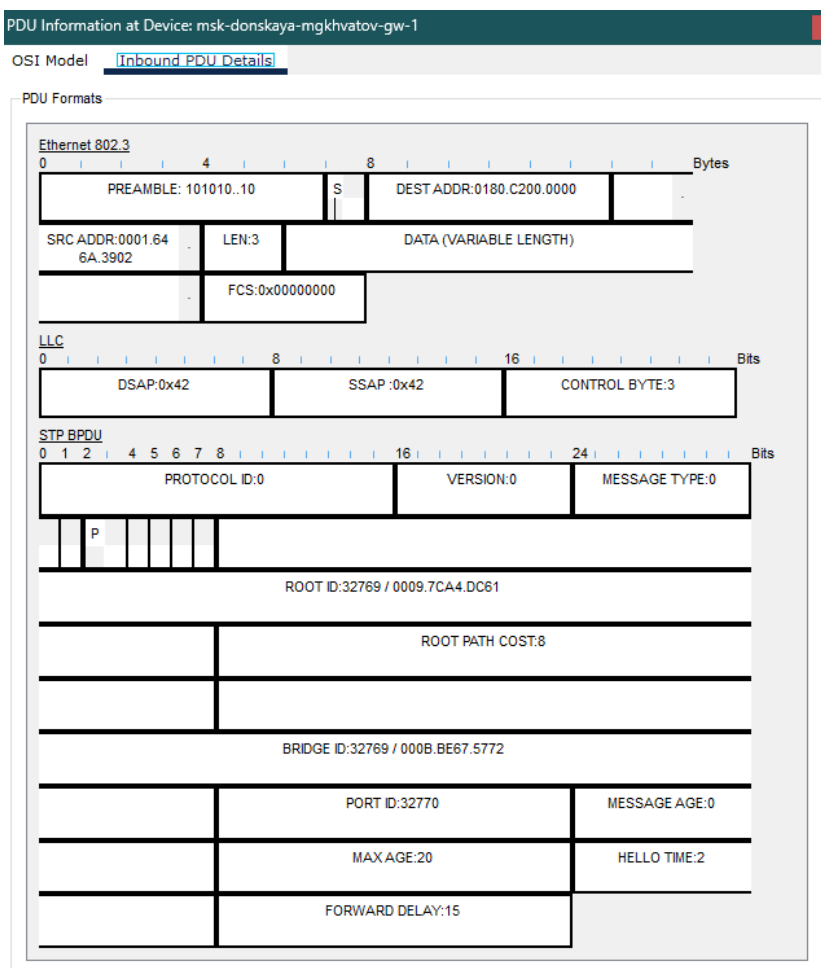 PDU Information at Device: msk-donskaya-mgkhvatov-gw-1
OSI Model Inbound PDU Details
PDU Formats
Ethernet 802.3
0 4 8 Bytes
PREAMBLE: 101010..10 S DEST ADDR:0180.C200.0000
SRC ADDR:0001.64
6A.3902
LEN:3 DATA (VARIABLE LENGTH)
FCS:0x00000000
LLC
0 8 16 Bits
DSAP:0x42 SSAP :0x42 CONTROL BYTE:3
STP BPDU
0 1 2 4 5 6 7 8 16 24 Bits
PROTOCOL ID:0 VERSION:0 MESSAGE TYPE:0
P
ROOT ID:32769 / 0009.7CA4.DC61
ROOT PATH COST:8
BRIDGE ID:32769 / 000B.BE67.5772
PORT ID:32770 MESSAGE AGE:0
MAX AGE:20 HELLO TIME:2
FORWARD DELAY:15